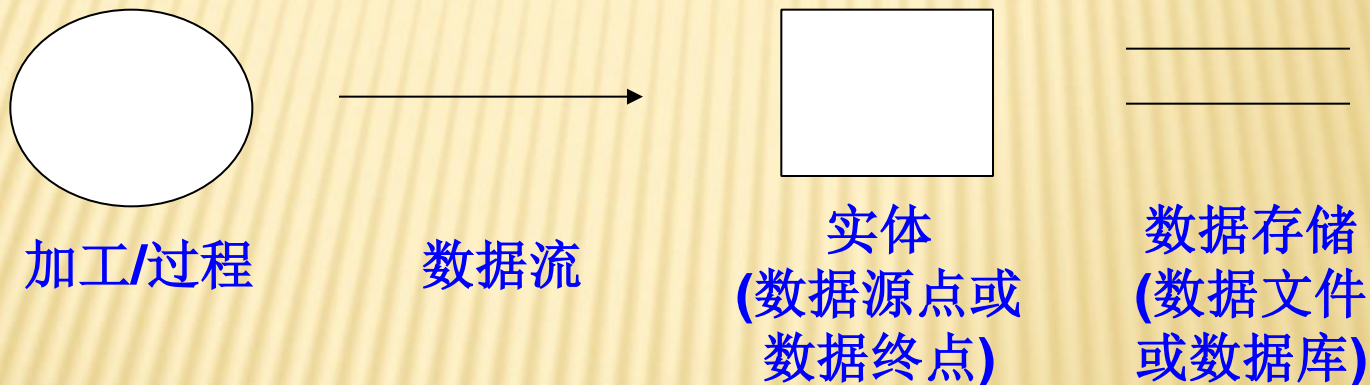 加工/过程
数据流
实体
(数据源点或
数据终点)
数据存储
(数据文件
或数据库)